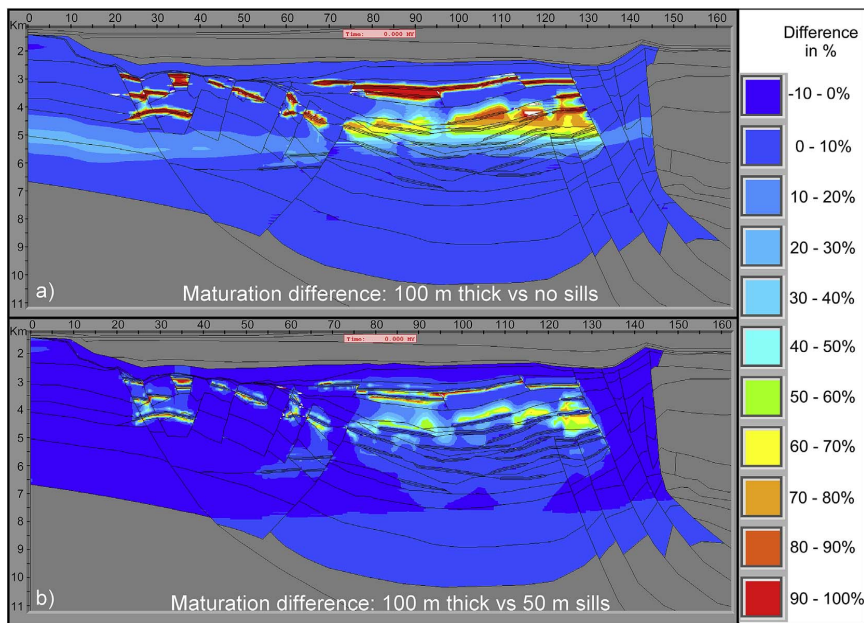 Km 0 10 20 30 40 50 60 70 80 90 100 110 120 130 140 150 160
Time: 0.000 MY
2
3
4
5
6
7
8
9
10
11
a)
Maturation difference: 100 m thick vs no sills
Km 0 10 20 30 40 50 60 70 80 90 100 110 120 130 140 150 160
Time: 0.000 MY
2
3
4
5
6
7
8
9
10
11
b)
Maturation difference: 100 m thick vs 50 m sills
Difference
in %
-10 - 0%
0 - 10%
10 - 20%
20 - 30%
30 - 40%
40 - 50%
50 - 60%
60 - 70%
70 - 80%
80 - 90%
90 - 100%